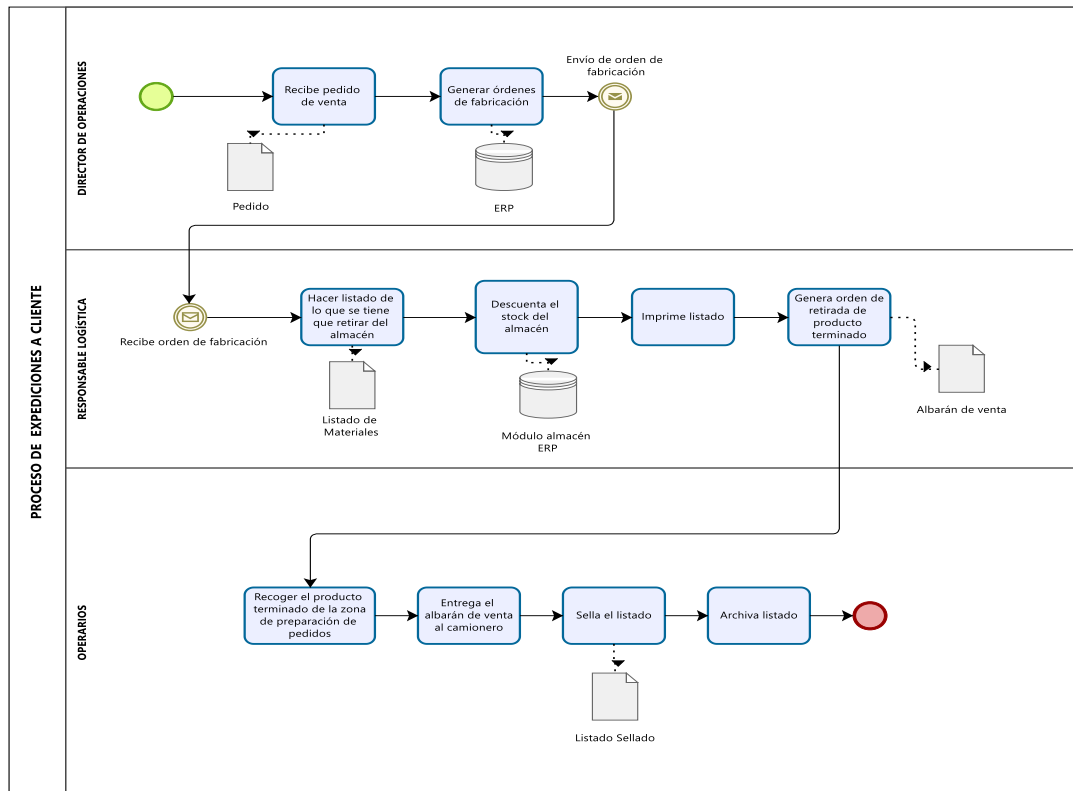 PROCESO DE  EXPEDICIONES A CLIENTE
DIRECTOR DE OPERACIONES
Recibe pedido
de venta
Generar órdenes
de fabricación
Envío de orden de
fabricación
Pedido
ERP
RESPONSABLE LOGÍSTICA
Recibe orden de fabricación
Hacer listado de
lo que se tiene
que retirar del
almacén
Descuenta el
stock del
almacén
Imprime listado
Genera orden de
retirada de
producto
terminado
Listado de
Materiales
Módulo almacén
ERP
Albarán de venta
OPERARIOS
Recoger el producto
terminado de la zona
de preparación de
pedidos
Entrega el
albarán de venta
al camionero
Sella el listado
Archiva listado
Listado Sellado